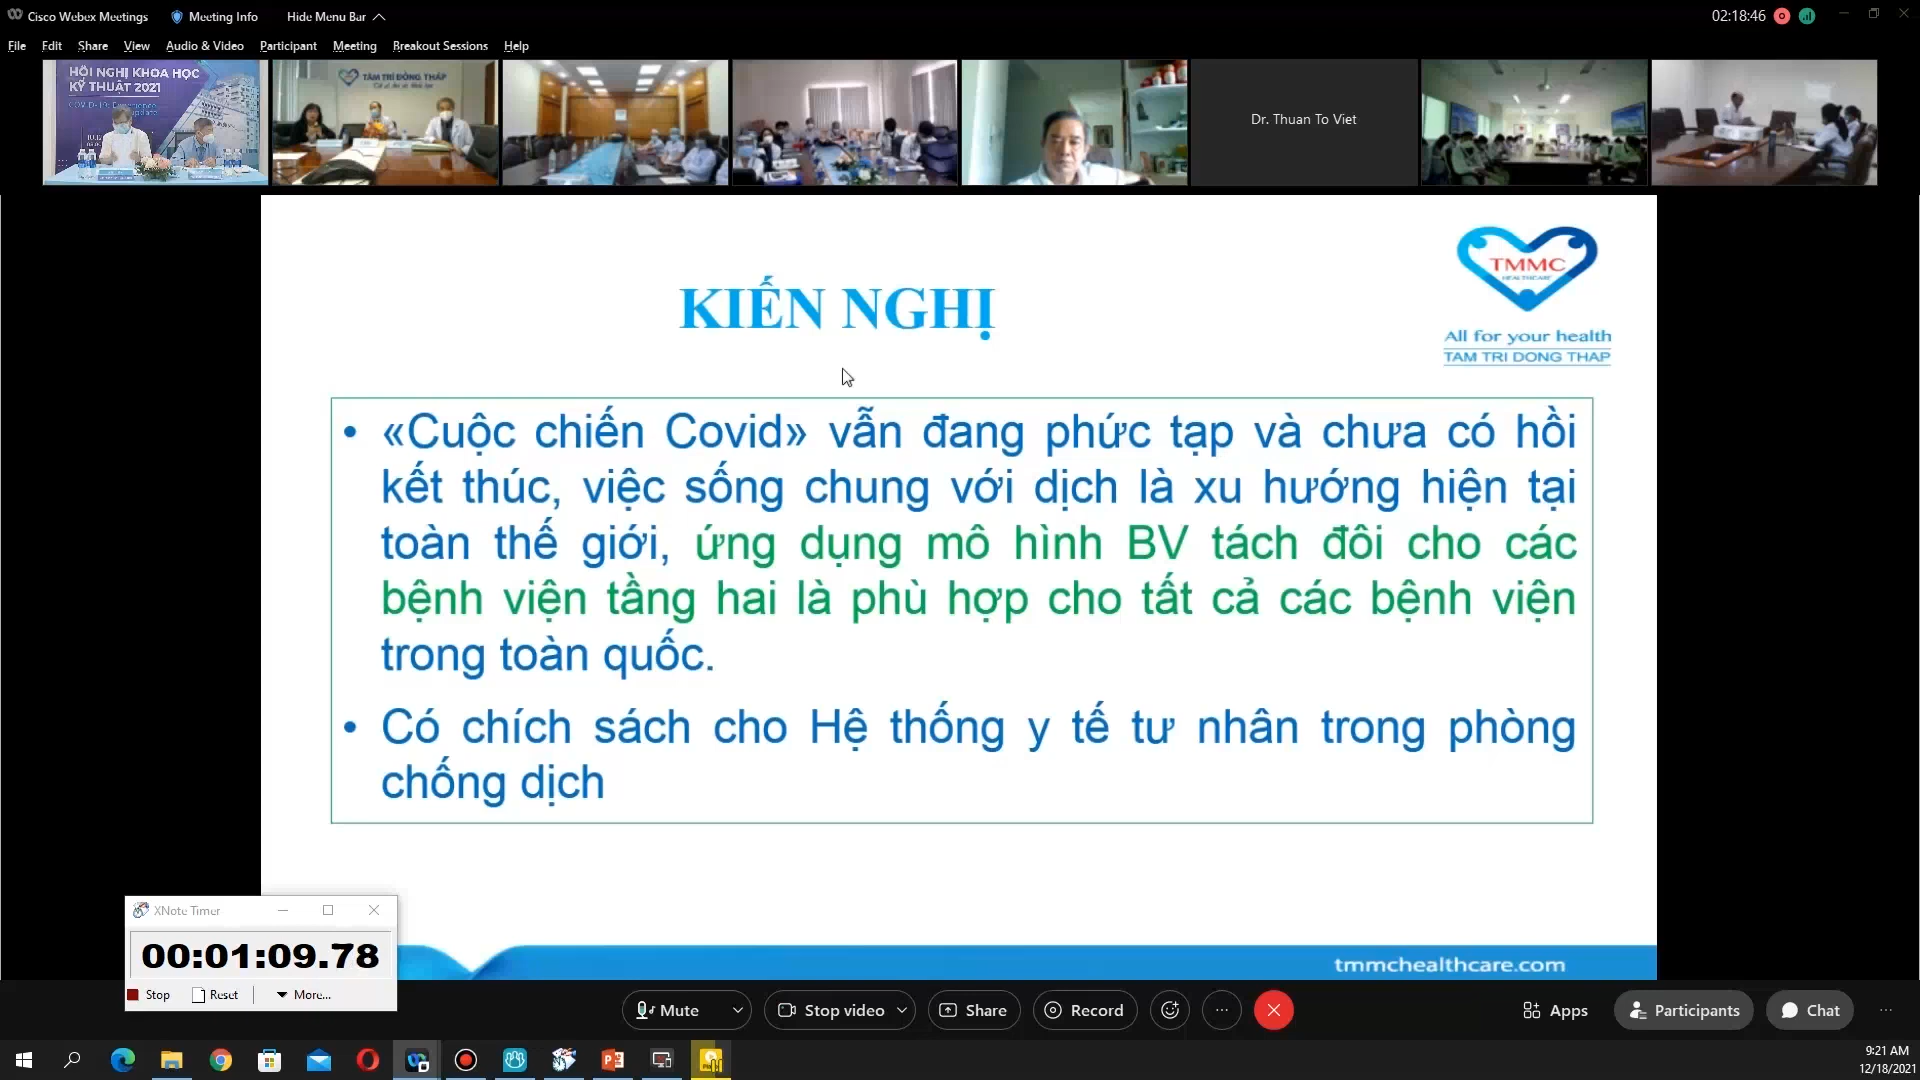 Cisco Webex Meetings
Meeting Info
Hide Menu Bar
02:18:46
File Edit Share View Audio & Video Participant Meeting Breakout Sessions Help
HỘI NGHỊ KHOA HỌC
KỸ THUẬT 2021
TÂM TRÍ ĐỒNG THÁP
Dr. Thuan To Viet
TMMC
HEALTHCARE
All for your health
TAM TRI DONG THAP
KIẾN NGHỊ
• «Cuộc chiến Covid» vẫn đang phức tạp và chưa có hồi
kết thúc, việc sống chung với dịch là xu hướng hiện tại
toàn thế giới, ứng dụng mô hình BV tách đôi cho các
bệnh viện tầng hai là phù hợp cho tất cả các bệnh viện
trong toàn quốc.
• Có chích sách cho Hệ thống y tế tư nhân trong phòng
chống dịch
XNote Timer
00:01:09.78
Stop Reset More...
tmmchealthcare.com
Mute Stop video Share Record Apps Participants Chat
9:21 AM
12/18/2021